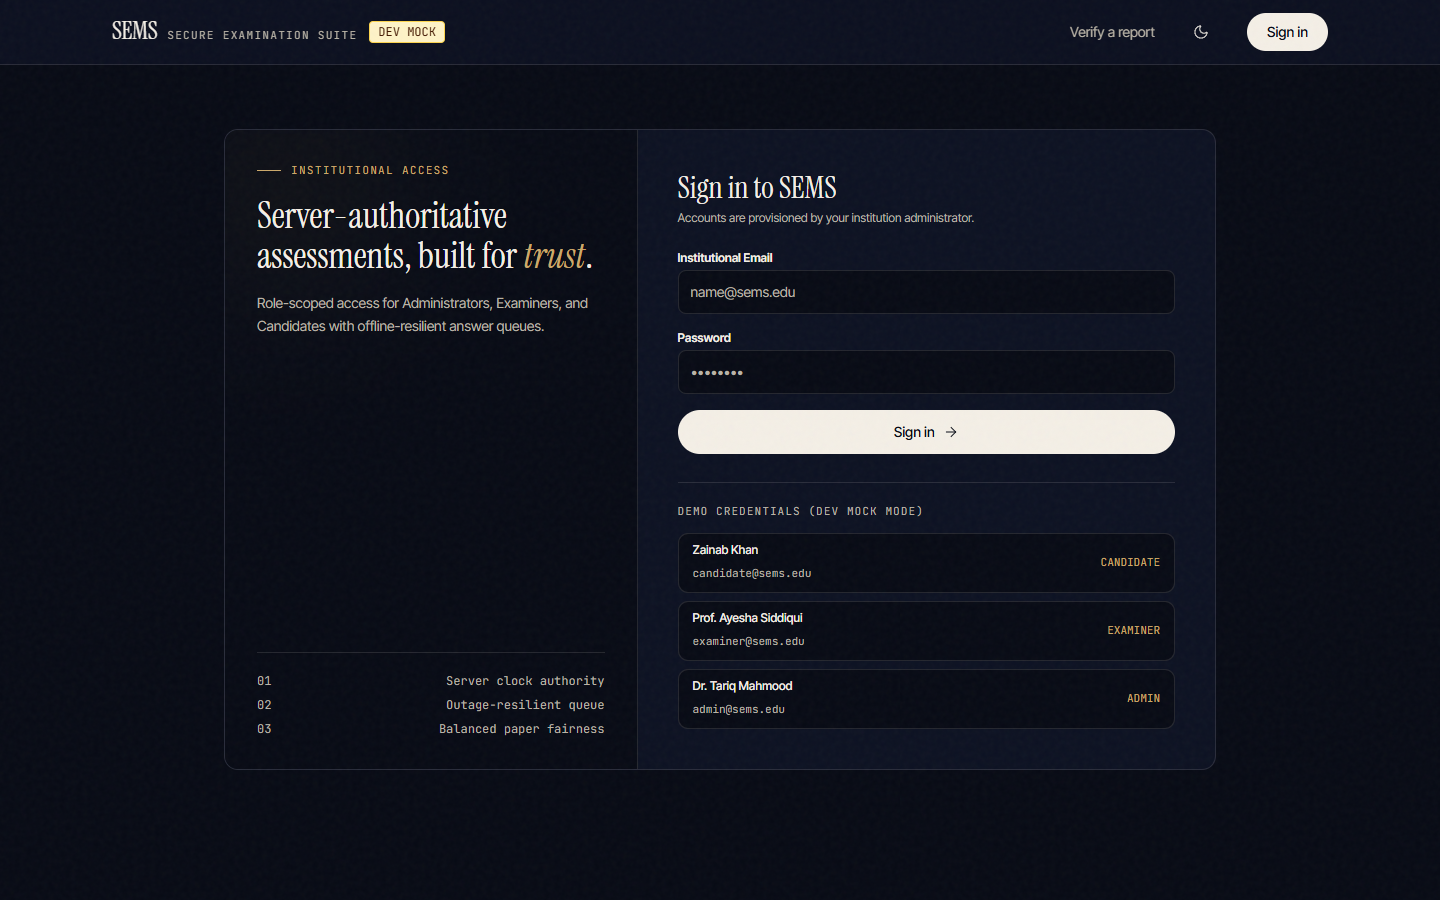 SEMS SECURE EXAMINATION SUITE DEV MOCK
Verify a report
Sign in
INSTITUTIONAL ACCESS
Server-authoritative
assessments, built for trust.
Role-scoped access for Administrators, Examiners, and
Candidates with offline-resilient answer queues.
01 Server clock authority
02 Outage-resilient queue
03 Balanced paper fairness
Sign in to SEMS
Accounts are provisioned by your institution administrator.
Institutional Email
name@sems.edu
Password
••••••••
Sign in →
DEMO CREDENTIALS (DEV MOCK MODE)
Zainab Khan
candidate@sems.edu
CANDIDATE
Prof. Ayesha Siddiqui
examiner@sems.edu
EXAMINER
Dr. Tariq Mahmood
admin@sems.edu
ADMIN